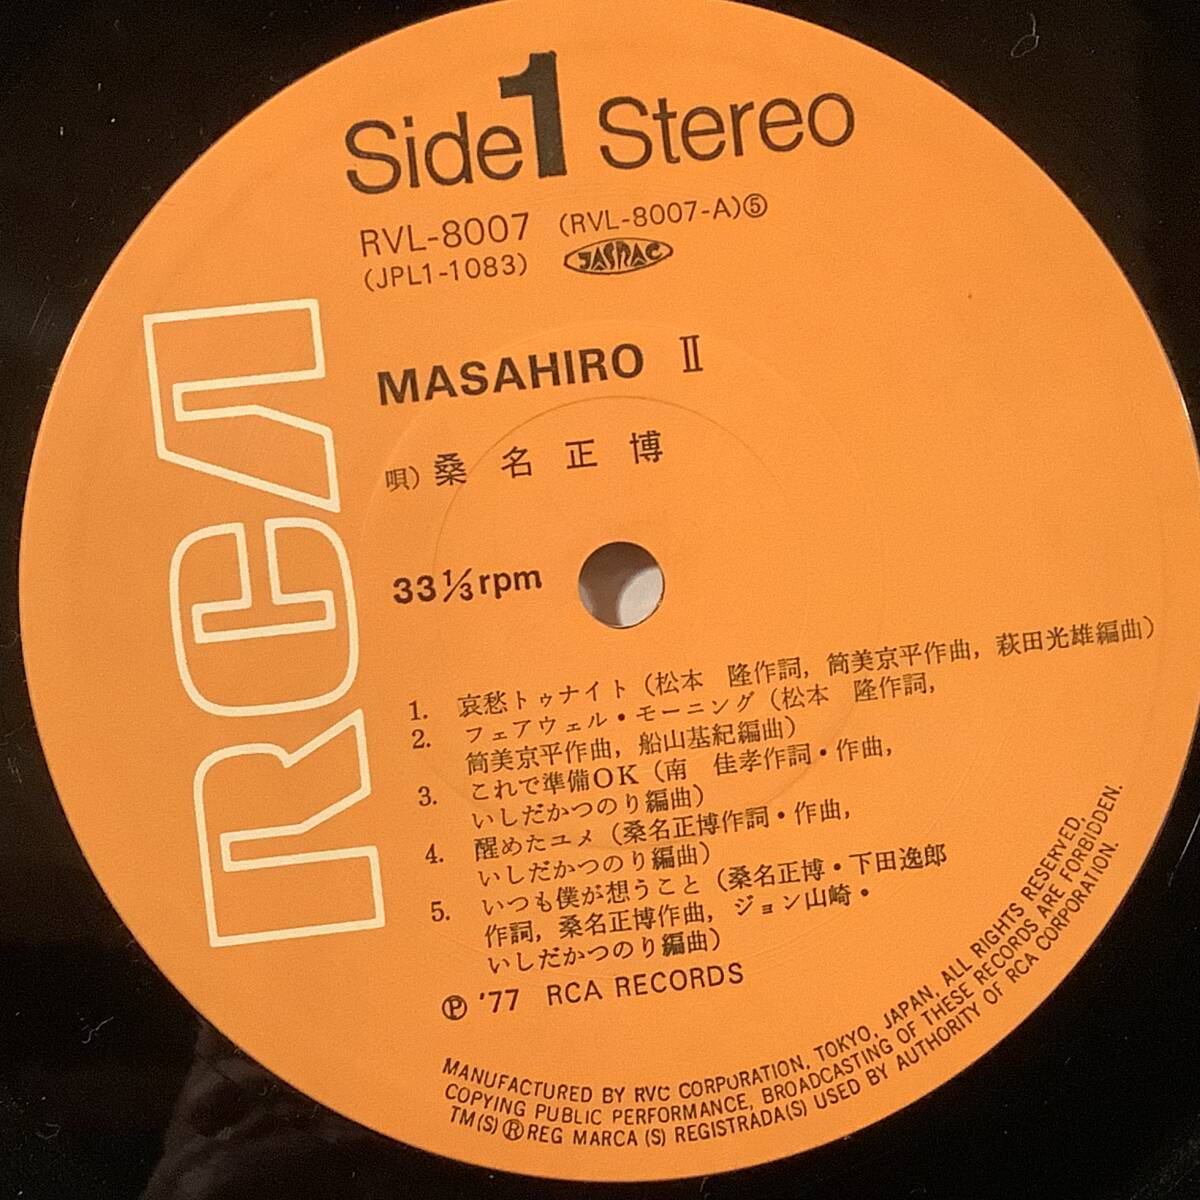 Side 1 Stereo
RVL-8007 (RVL-8007-A)⑤
(JPL1-1083) JASRAC
RCA
MASAHIRO Ⅱ
唄) 桑名正博
33 1/3 rpm
1. 哀愁トゥナイト (松本 隆作詞, 筒美京平作曲, 萩田光雄編曲)
2. フェアウェル・モーニング (松本 隆作詞,
筒美京平作曲, 船山基紀編曲)
3. これで準備OK (南 佳孝作詞・作曲,
いしだかつのり編曲)
4. 醒めたユメ (桑名正博作詞・作曲,
いしだかつのり編曲)
5. いつも僕が想うこと (桑名正博・下田逸郎
作詞, 桑名正博作曲, ジョン山崎・
いしだかつのり編曲)
Ⓟ '77 RCA RECORDS
MANUFACTURED BY RVC CORPORATION, TOKYO, JAPAN, ALL RIGHTS RESERVED,
COPYING PUBLIC PERFORMANCE, BROADCASTING OF THESE RECORDS ARE FORBIDDEN.
TM(S)®REG MARCA (S) REGISTRADA(S) USED BY AUTHORITY OF RCA CORPORATION.